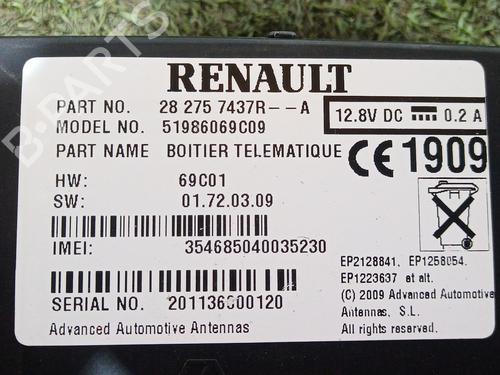 RENAULT
PART NO. 28 275 7437R--A
12.8V DC 0.2 A
MODEL NO. 51986069C09
PART NAME BOITIER TELEMATIQUE
CE 1909
HW: 69C01
SW: 01.72.03.09
IMEI: 354685040035230
EP2128841, EP1258054,
EP1223637 et alt.
(C) 2009 Advanced Automotive
Antennas, S.L.
All rights reserved.
SERIAL NO. 201136300120
Advanced Automotive Antennas
B-PARTS